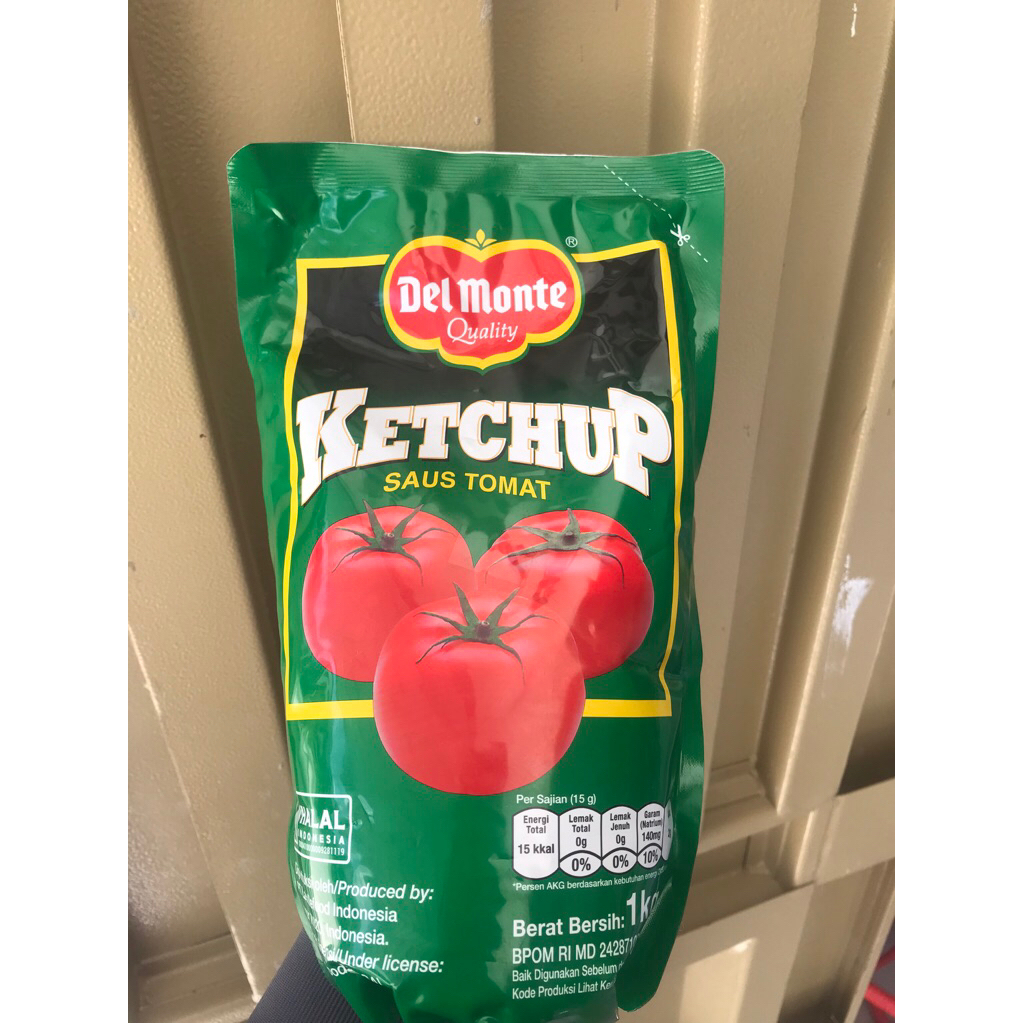 Del Monte
®
Quality
KETCHUP
SAUS TOMAT
Per Sajian (15 g)
Energi Total 15 kkal
Lemak Total 0g 0%
Lemak Jenuh 0g 0%
Garam (Natrium) 140mg 10%
*Persen AKG berdasarkan kebutuhan energi
HALAL
INDONESIA
/Produced by:
Indonesia
Indonesia.
/Under license:
Berat Bersih: 1kg
BPOM RI MD 24287
Baik Digunakan Sebelum
Kode Produksi Lihat